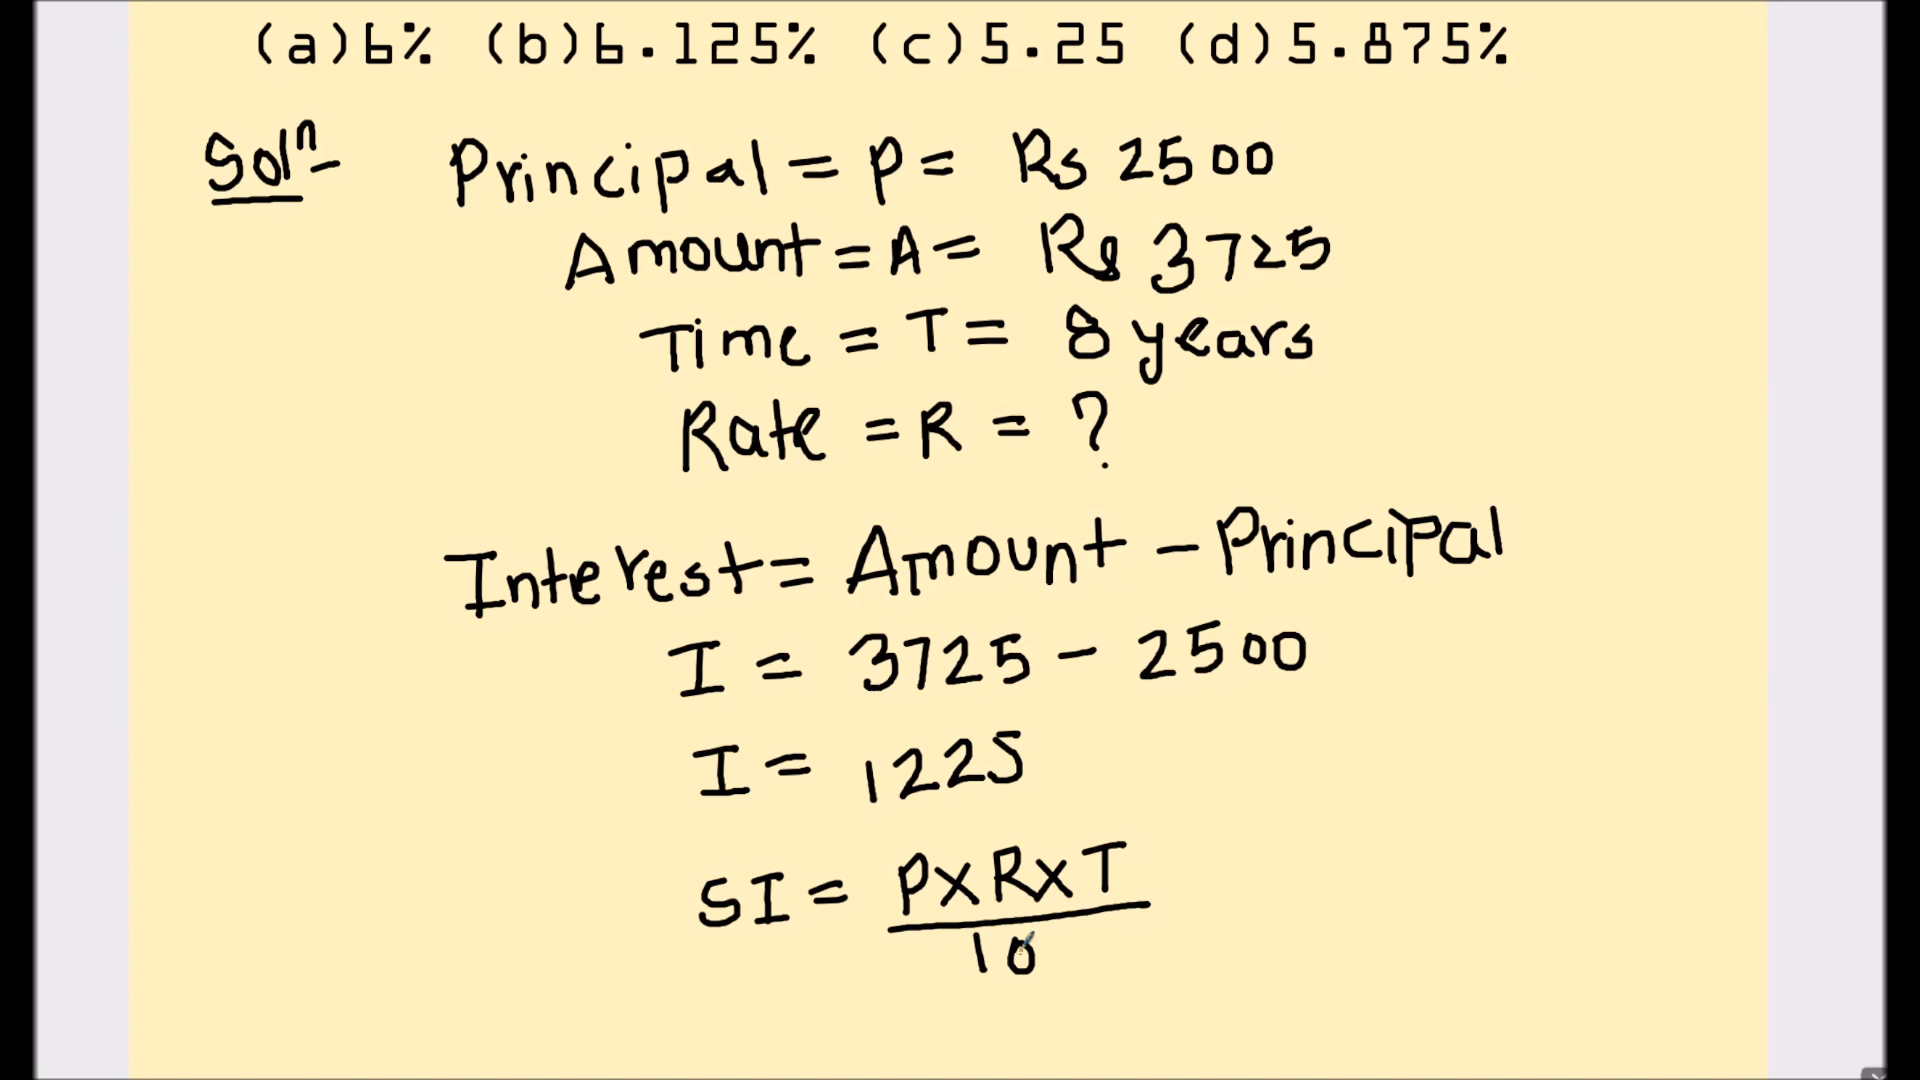 (a)6% (b)6.125% (c)5.25 (d)5.875%
Solⁿ- Principal = P = Rs 2500
Amount = A = Rs 3725
Time = T = 8 years
Rate = R = ?
Interest = Amount - Principal
I = 3725 - 2500
I = 1225
SI = PXRXT
10